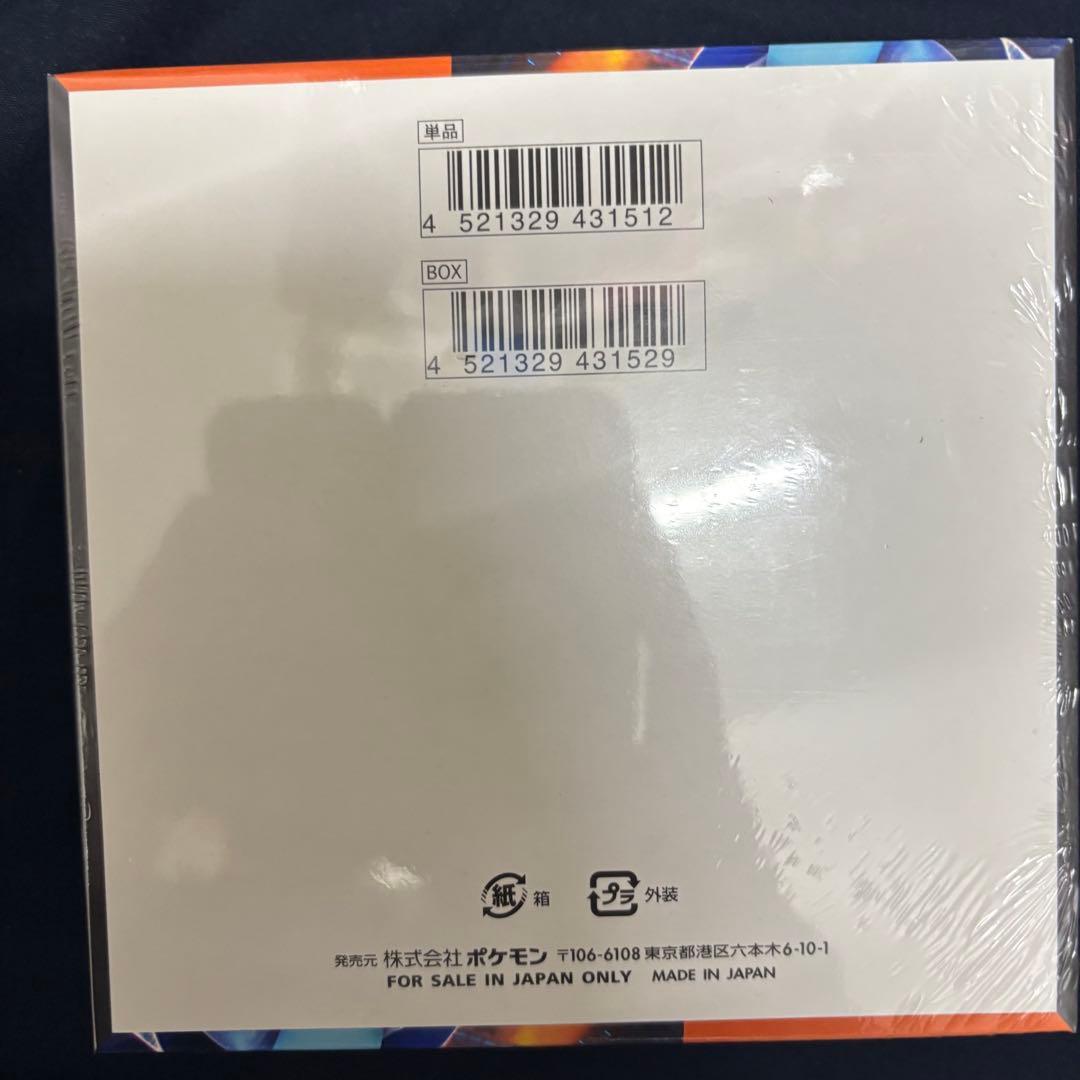 単品
4 521329 431512
BOX
4 521329 431529
紙 箱 プラ 外装
発売元 株式会社 ポケモン 〒106-6108 東京都港区六本木6-10-1
FOR SALE IN JAPAN ONLY MADE IN JAPAN